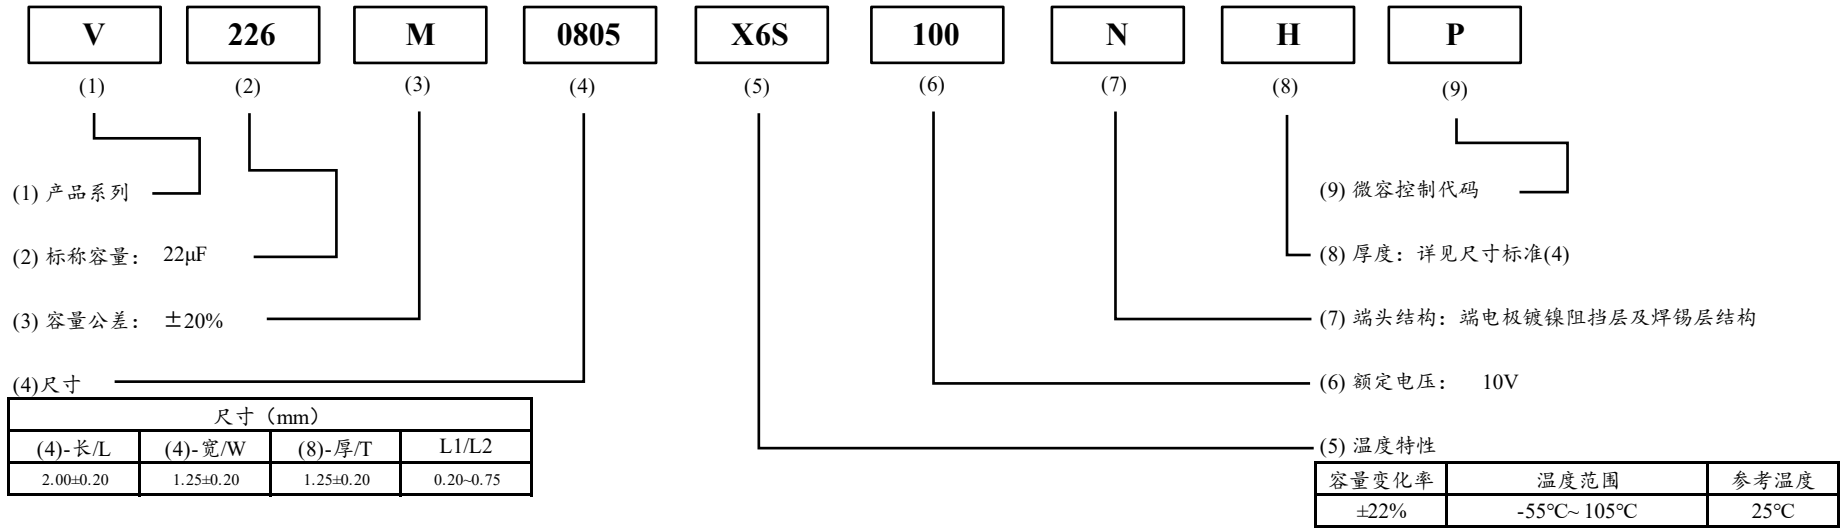 V 226 M 0805 X6S 100 N H P
(1) (2) (3) (4) (5) (6) (7) (8) (9)
(1) 产品系列
(9) 微容控制代码
(2) 标称容量： 22μF
(8) 厚度：详见尺寸标准(4)
(3) 容量公差： ±20%
(7) 端头结构：端电极镀镍阻挡层及焊锡层结构
(4)尺寸
(6) 额定电压： 10V
尺寸（mm）
(4)-长/L (4)-宽/W (8)-厚/T L1/L2
2.00±0.20 1.25±0.20 1.25±0.20 0.20~0.75
(5) 温度特性
容量变化率 温度范围 参考温度
±22% -55℃~ 105℃ 25℃